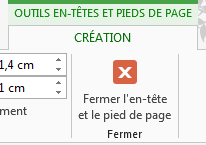 OUTILS EN-TÊTES ET PIEDS DE PAGE
CRÉATION
1,4 cm
1 cm
ment
Fermer l'en-tête
et le pied de page
Fermer